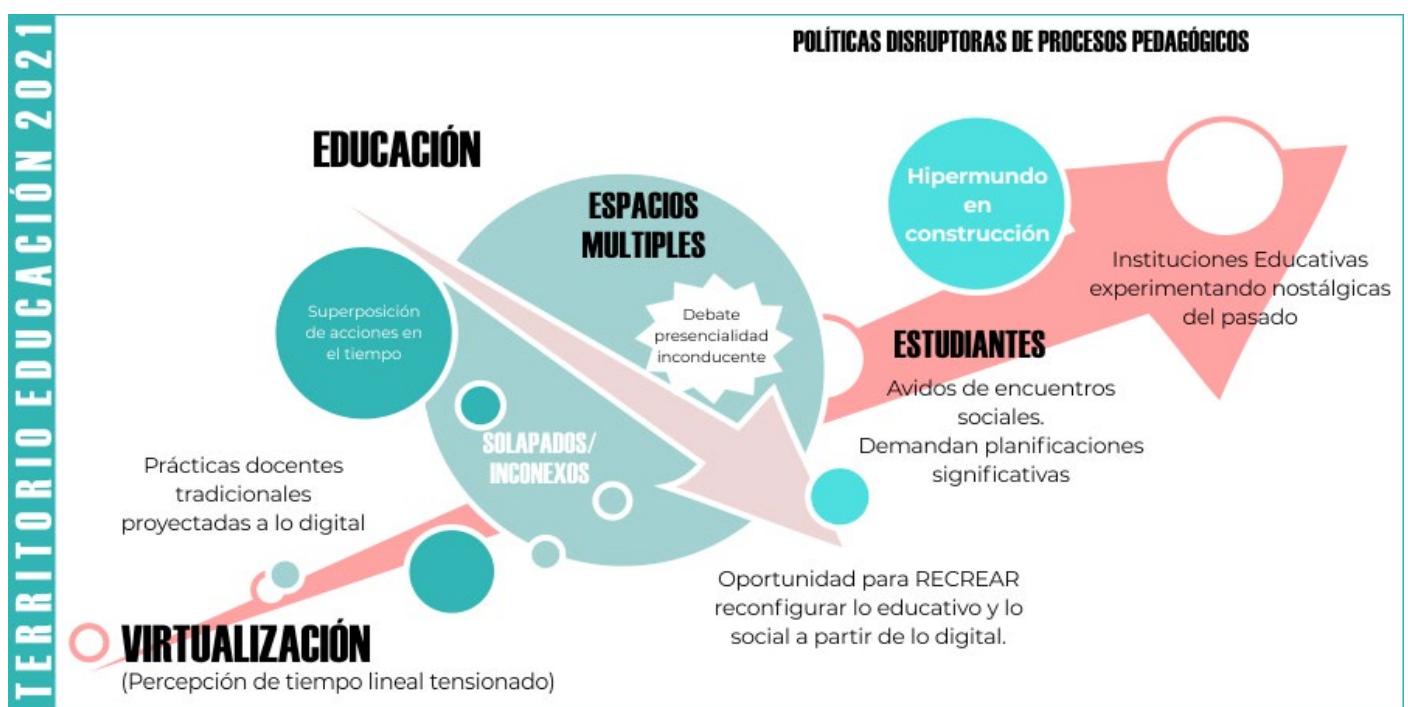 TERRITORIO EDUCACIÓN 2021
POLÍTICAS DISRUPTORAS DE PROCESOS PEDAGÓGICOS
EDUCACIÓN
ESPACIOS
MULTIPLES
Hipermundo
en
construcción
Instituciones Educativas
experimentando nostálgicas
del pasado
Superposición
de acciones en
el tiempo
Debate
presencialidad
inconducente
ESTUDIANTES
Avidos de encuentros
sociales.
Demandan planificaciones
significativas
SOLAPADOS/
INCONEXOS
Prácticas docentes
tradicionales
proyectadas a lo digital
Oportunidad para RECREAR
reconfigurar lo educativo y lo
social a partir de lo digital.
VIRTUALIZACIÓN
(Percepción de tiempo lineal tensionado)